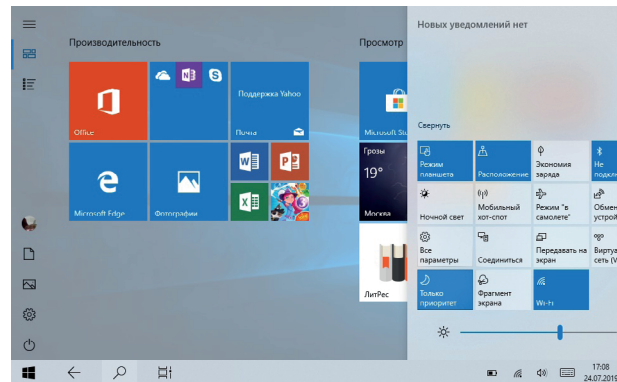 Производительность
Просмотр
Office
Поддержка Yahoo
Почта
Microsoft Sto
Microsoft Edge
Фотографии
Грозы
19°
Москва
ЛитРес
Новых уведомлений нет
Свернуть
Режим
планшета
Расположение
Экономия
заряда
Не
подклю
Ночной свет
Мобильный
хот-спот
Режим "в
самолете"
Обмен
устрой
Все
параметры
Соединиться
Передавать на
экран
Виртуа
сеть (V
Только
приоритет
Фрагмент
экрана
Wi-Fi
17:08
24.07.2019